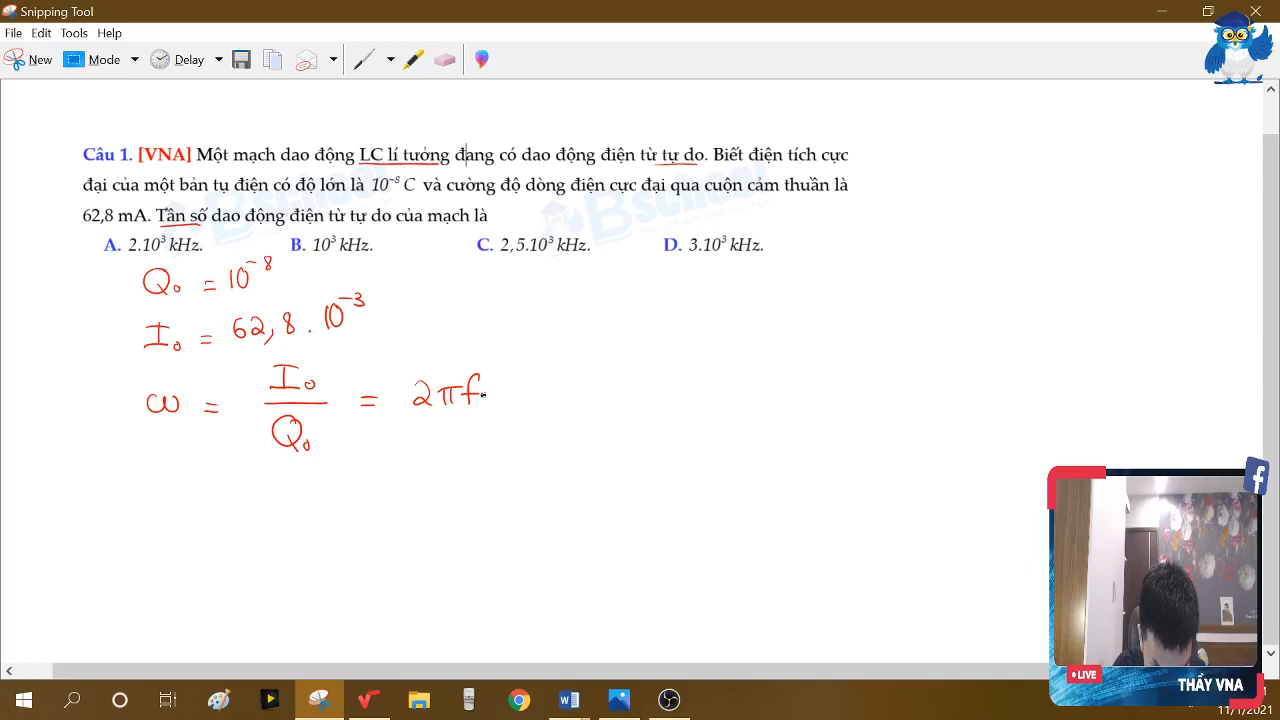 Snipping Tool
File Edit Tools Help
New Mode Delay
Câu 1. [VNA] Một mạch dao động LC lí tưởng đang có dao động điện từ tự do. Biết điện tích cực
đại của một bản tụ điện có độ lớn là 10⁻⁸ C và cường độ dòng điện cực đại qua cuộn cảm thuần là
62,8 mA. Tần số dao động điện từ tự do của mạch là
A. 2.10³ kHz. B. 10³ kHz. C. 2,5.10³ kHz. D. 3.10³ kHz.
Q₀ = 10⁻⁸
I₀ = 62,8 . 10⁻³
ω = I₀ / Q₀ = 2πf
LIVE THẦY VNA
11/1/2021